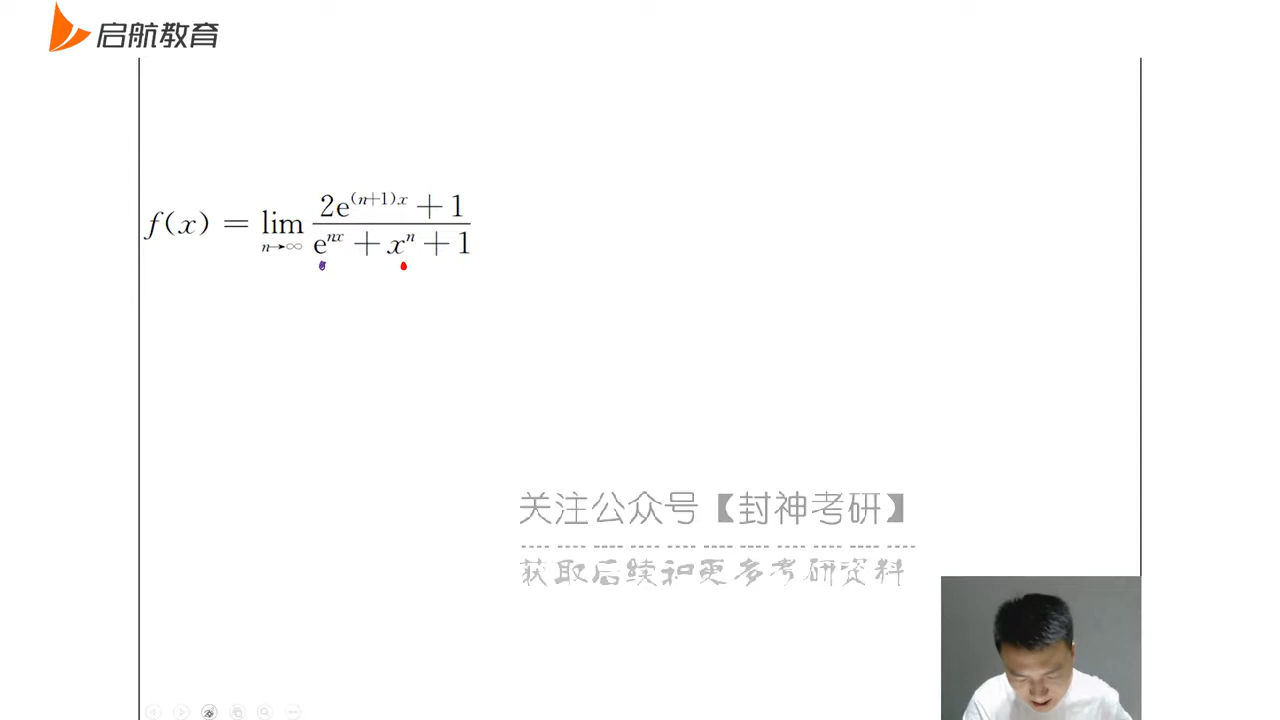 启航教育
f(x) = lim n→∞ (2e^{(n+1)x} + 1) / (e^{nx} + x^n + 1)
关注公众号【封神考研】
获取后续和更多考研资料